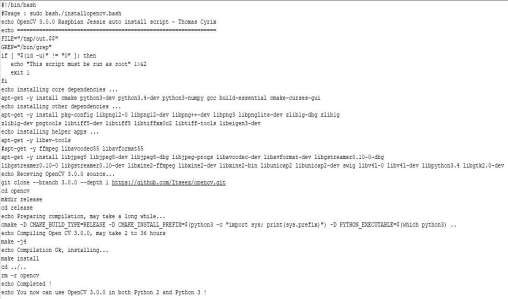 #!/bin/bash
#Usage : sudo bash./installopencv.bash
echo OpenCV 3.0.0 Raspbian Jessie auto install script - Thomas Cyrix
echo ===========================================================
FILE="/tmp/out.$$"
GREP="/bin/grep"
if [ "$(id -u)" != "0" ]; then
echo "This script must be run as root" 1>&2
exit 1
fi
echo installing core dependencies ...
apt-get -y install cmake python3.4-dev python3-numpy gcc build-essential cmake-curses-gui
echo installing other dependencies ...
apt-get -y install pkg-config libpng12-0 libpng12-dev libpng++-dev libpng3 libpnglite-dev zlib1g-dbg zlib1g
zlib1g-dev pngtools libtiff5-dev libtiff5 libtiffxx0c2 libtiff-tools libeigen3-dev
echo installing helper apps ...
apt-get -y libav-tools
#apt-get -y ffmpeg libavcodec55 libavformat55
apt-get -y install libjpeg8 libjpeg8-dev libjpeg8-dbg libjpeg-progs libavcodec-dev libavformat-dev libgstreamer0.10-0-dbg
libgstreamer0.10-0 libgstreamer0.10-dev libxine2-ffmpeg libxine2-dev libxine2-bin libunicap2 libunicap2-dev swig libv4l-0 libv4l-dev libpython3.4 libgtk2.0-dev
echo Receving OpenCV 3.0.0 source...
git clone --branch 3.0.0 --depth 1 https://github.com/Itseez/opencv.git
cd opencv
mkdir release
cd release
echo Preparing compilation, may take a long while...
cmake -D CMAKE_BUILD_TYPE=RELEASE -D CMAKE_INSTALL_PREFIX=$(python3 -c "import sys; print(sys.prefix)") -D PYTHON_EXECUTABLE=$(which python3) ..
echo Compiling Open CV 3.0.0, may take 2 to 36 hours
make -j4
echo Compilation Ok, installing...
make install
cd ../..
rm -r opencv
echo Completed !
echo You now can use OpenCV 3.0.0 in both Python 2 and Python 3 !